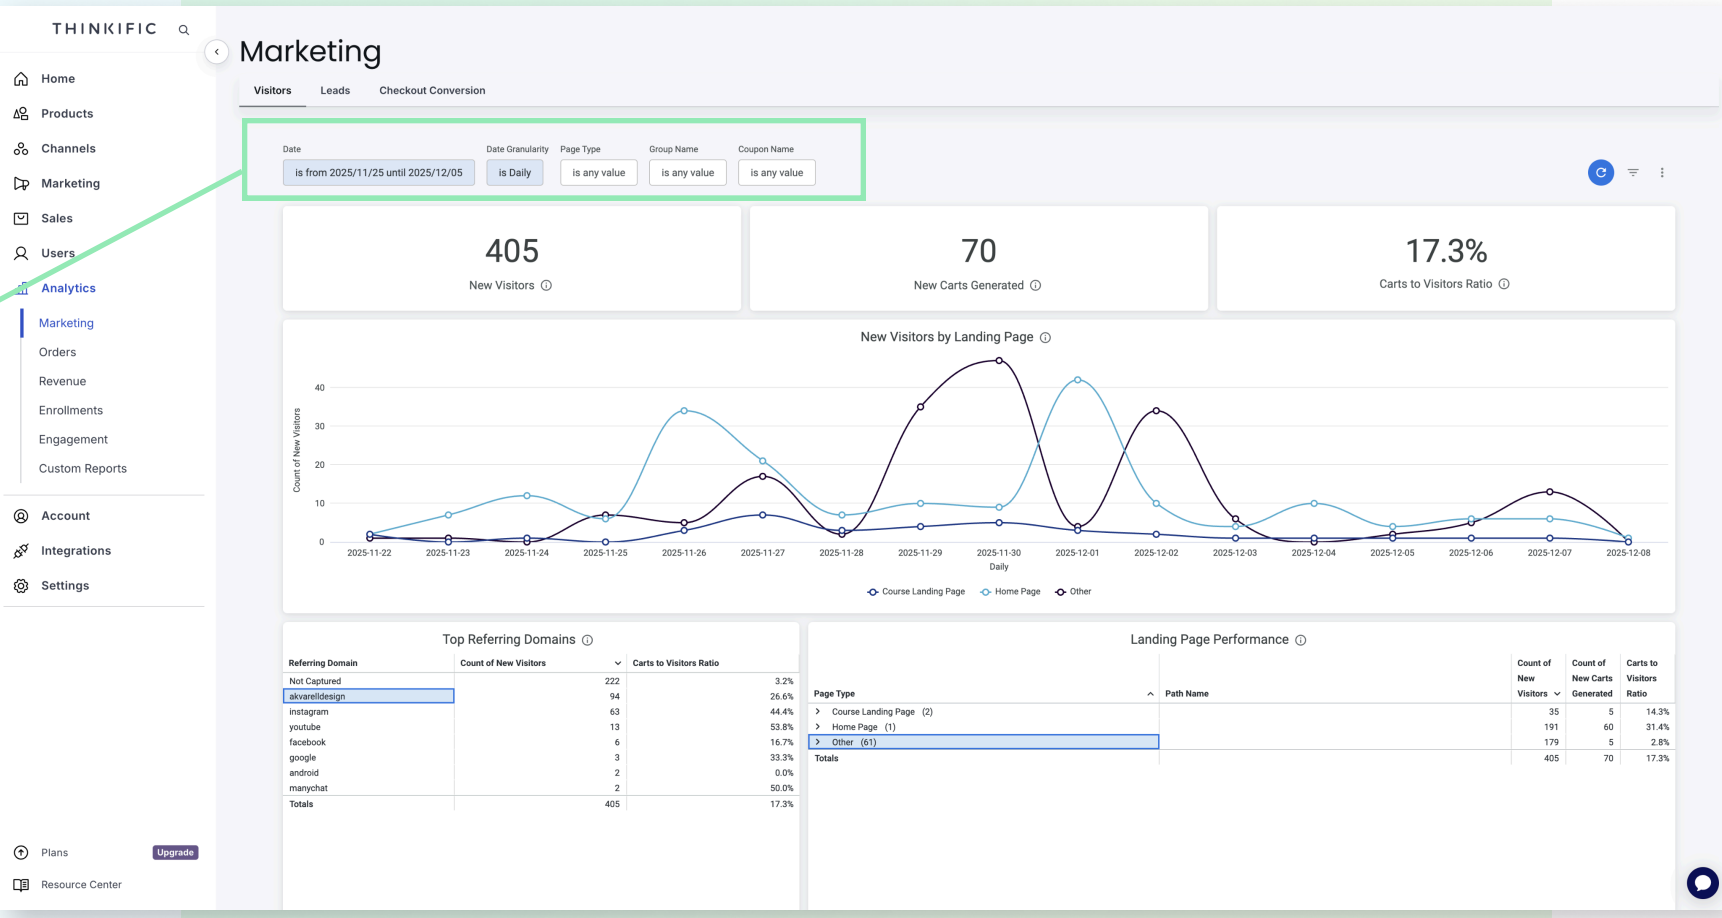 THINKIFIC
Home
Products
Channels
Marketing
Sales
Users
Analytics
Marketing
Orders
Revenue
Enrollments
Engagement
Custom Reports
Account
Integrations
Settings
Plans Upgrade
Resource Center
Marketing
Visitors Leads Checkout Conversion
Date Date Granularity Page Type Group Name Coupon Name
is from 2025/11/25 until 2025/12/05 is Daily is any value is any value is any value
405 70 17.3%
New Visitors New Carts Generated Carts to Visitors Ratio
New Visitors by Landing Page
Count of New Visitors
40
30
20
10
0
2025-11-22 2025-11-23 2025-11-24 2025-11-25 2025-11-26 2025-11-27 2025-11-28 2025-11-29 2025-11-30 2025-12-01 2025-12-02 2025-12-03 2025-12-04 2025-12-05 2025-12-06 2025-12-07 2025-12-08
Daily
Course Landing Page Home Page Other
Top Referring Domains
Referring Domain Count of New Visitors Carts to Visitors Ratio
Not Captured 222 3.2%
akvarelldesign 94 26.6%
instagram 63 44.4%
youtube 13 53.8%
facebook 6 16.7%
google 3 33.3%
android 2 0.0%
manychat 2 50.0%
Totals 405 17.3%
Landing Page Performance
Count of Count of Carts to
New New Carts Visitors
Page Type Path Name Visitors Generated Ratio
Course Landing Page (2) 35 5 14.3%
Home Page (1) 191 60 31.4%
Other (61) 179 5 2.8%
Totals 405 70 17.3%